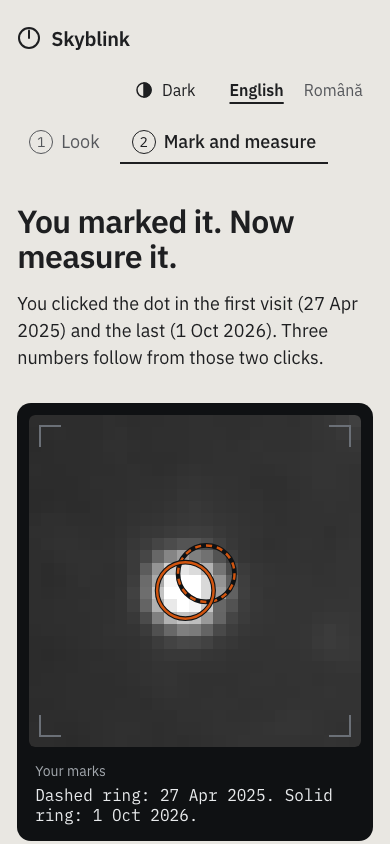 Skyblink
Dark English Română
1 Look 2 Mark and measure
You marked it. Now
measure it.
You clicked the dot in the first visit (27 Apr
2025) and the last (1 Oct 2026). Three
numbers follow from those two clicks.
Your marks
Dashed ring: 27 Apr 2025. Solid
ring: 1 Oct 2026.